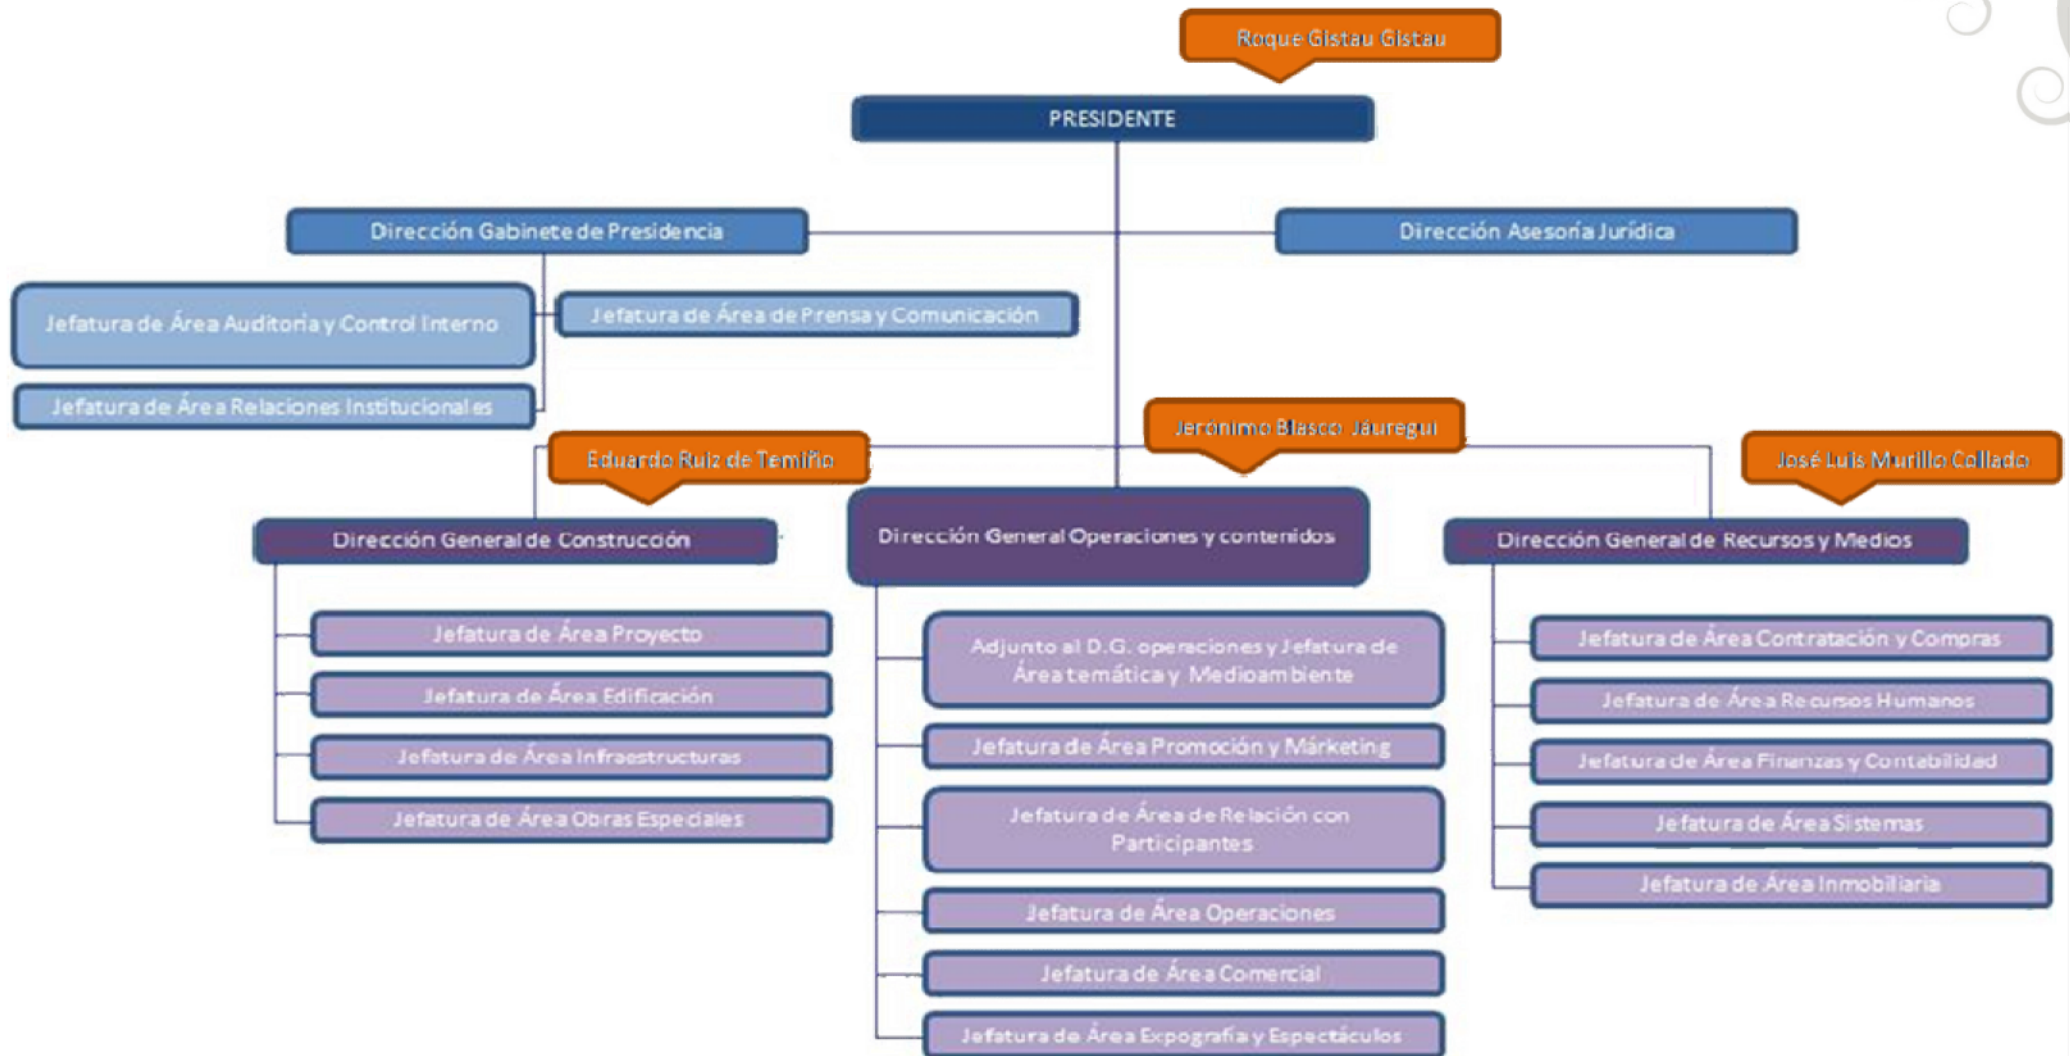 Roque Gistau Gistau
PRESIDENTE
Dirección Gabinete de Presidencia
Dirección Asesoría Jurídica
Jefatura de Área Auditoría y Control Interno
Jefatura de Área de Prensa y Comunicación
Jefatura de Área Relaciones Institucionales
Eduardo Ruiz de Temiño
Jerónimo Blasco Jáuregui
José Luis Murillo Collado
Dirección General de Construcción
Jefatura de Área Proyecto
Jefatura de Área Edificación
Jefatura de Área Infraestructuras
Jefatura de Área Obras Especiales
Dirección General Operaciones y contenidos
Adjunto al D.G. operaciones y Jefatura de
Área temática y Medioambiente
Jefatura de Área Promoción y Márketing
Jefatura de Área de Relación con
Participantes
Jefatura de Área Operaciones
Jefatura de Área Comercial
Jefatura de Área Expografía y Espectáculos
Dirección General de Recursos y Medios
Jefatura de Área Contratación y Compras
Jefatura de Área Recursos Humanos
Jefatura de Área Finanzas y Contabilidad
Jefatura de Área Sistemas
Jefatura de Área Inmobiliaria